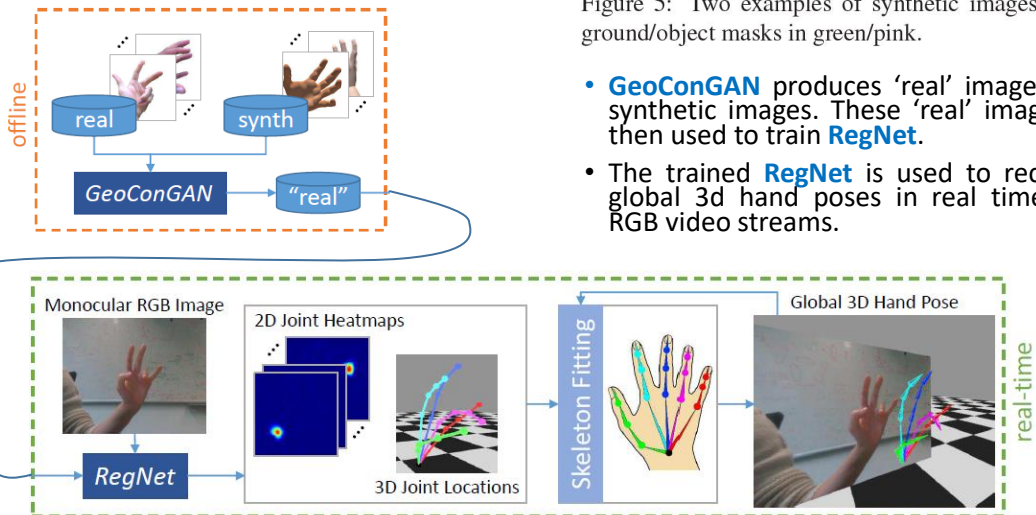 Figure 5: Two examples of synthetic images
ground/object masks in green/pink.
offline
real
synth
GeoConGAN
"real"
• GeoConGAN produces ‘real’ image
synthetic images. These ‘real’ imag
then used to train RegNet.
• The trained RegNet is used to rec
global 3d hand poses in real time
RGB video streams.
Monocular RGB Image
RegNet
2D Joint Heatmaps
3D Joint Locations
Skeleton Fitting
Global 3D Hand Pose
real-time